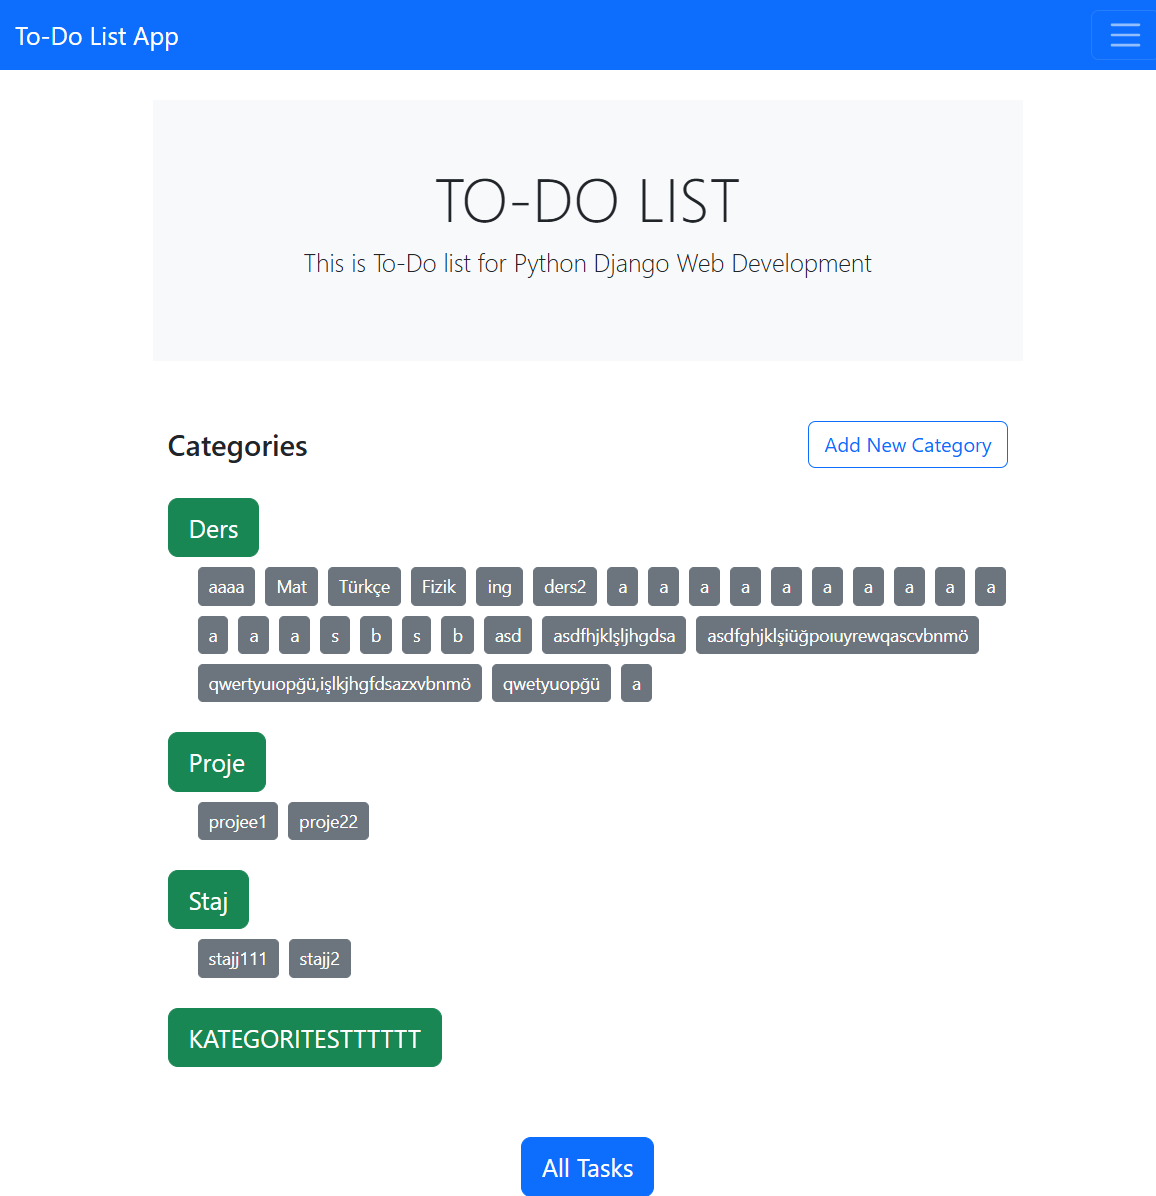 To-Do List App
TO-DO LIST
This is To-Do list for Python Django Web Development
Categories Add New Category
Ders
aaaa Mat Türkçe Fizik ing ders2 a a a a a a a a a a
a a a s b s b asd asdfhjklşljhgdsa asdfghjklşiüğpoıuyrewqascvbnmö
qwertyuıopğü,işlkjhgfdsazxvbnmö qwetyuopğü a
Proje
projee1 proje22
Staj
stajj111 stajj2
KATEGORITESTTTTTT
All Tasks